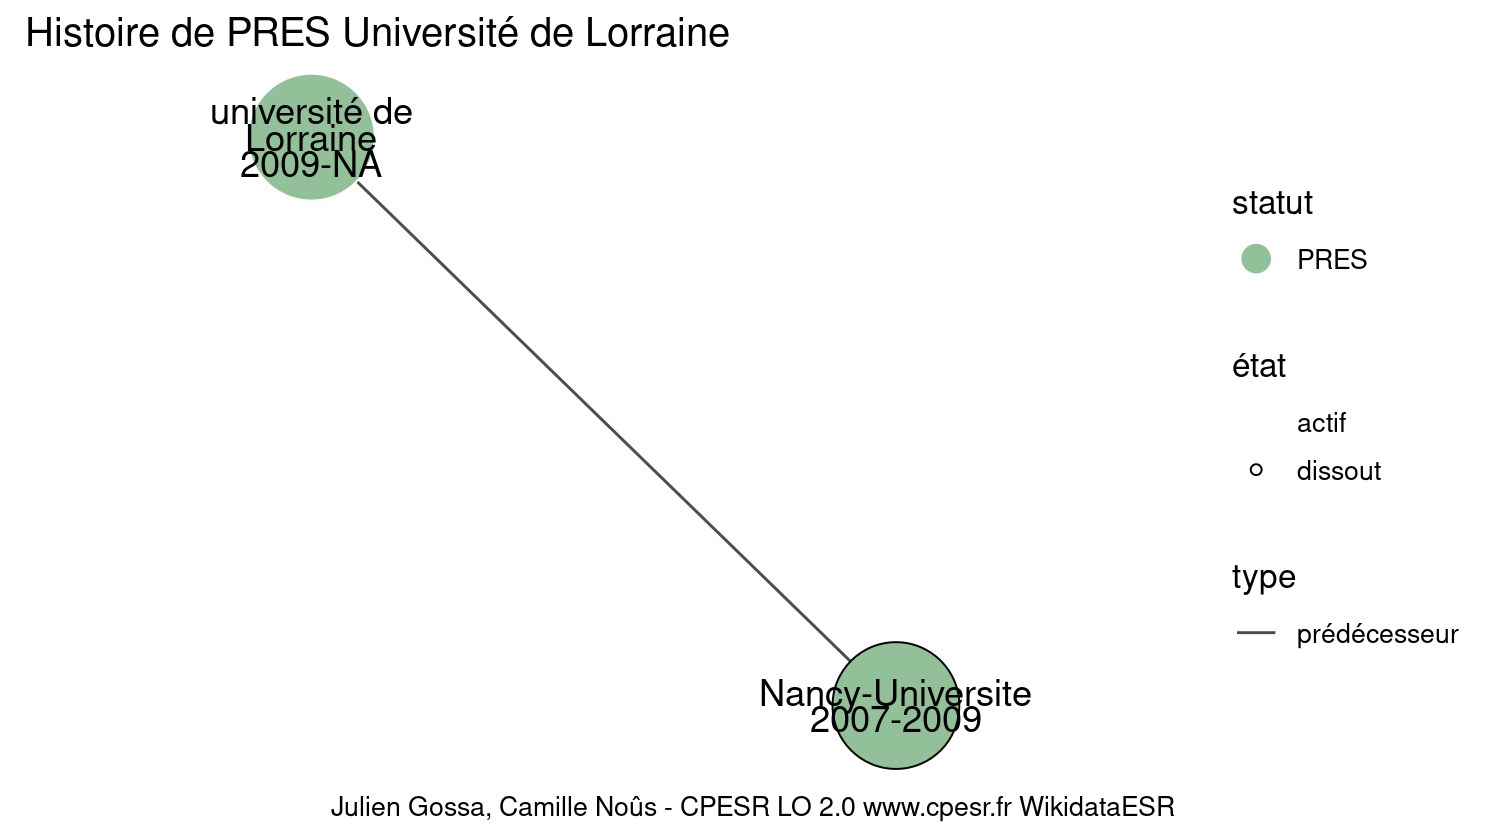 Histoire de PRES Université de Lorraine
université de
Lorraine
2009-NA
statut
PRES
état
actif
dissout
type
prédécesseur
Nancy-Universite
2007-2009
Julien Gossa, Camille Noûs - CPESR LO 2.0 www.cpesr.fr WikidataESR